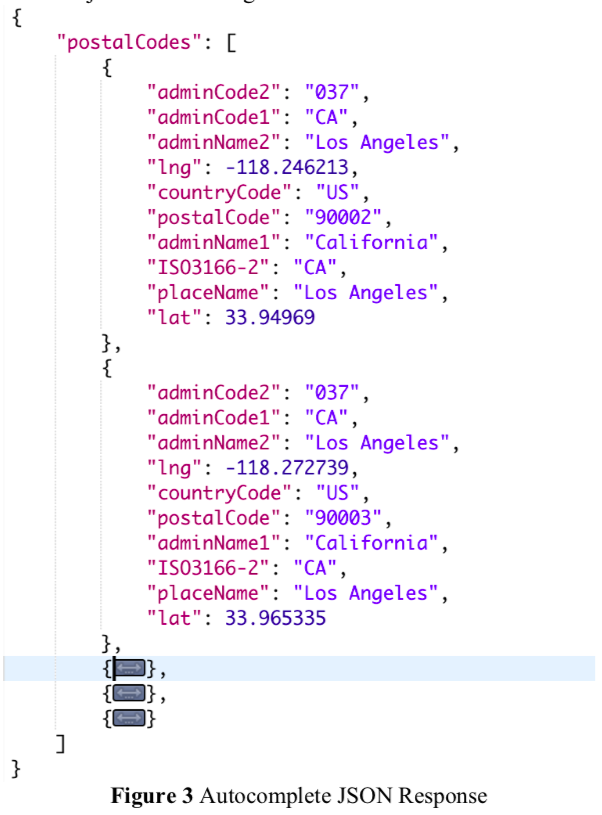 {
    "postalCodes": [
        {
            "adminCode2": "037",
            "adminCode1": "CA",
            "adminName2": "Los Angeles",
            "lng": -118.246213,
            "countryCode": "US",
            "postalCode": "90002",
            "adminName1": "California",
            "ISO3166-2": "CA",
            "placeName": "Los Angeles",
            "lat": 33.94969
        },
        {
            "adminCode2": "037",
            "adminCode1": "CA",
            "adminName2": "Los Angeles",
            "lng": -118.272739,
            "countryCode": "US",
            "postalCode": "90003",
            "adminName1": "California",
            "ISO3166-2": "CA",
            "placeName": "Los Angeles",
            "lat": 33.965335
        },
        {↔},
        {↔},
        {↔}
    ]
}
Figure 3 Autocomplete JSON Response